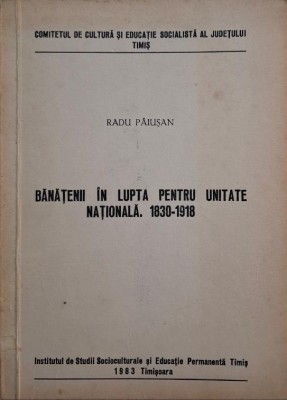 COMITETUL DE CULTURĂ ȘI EDUCAȚIE SOCIALISTĂ AL JUDEȚULUI
TIMIȘ
RADU PĂIUȘAN
BĂNĂȚENII ÎN LUPTA PENTRU UNITATE
NAȚIONALĂ. 1830-1918
Institutul de Studii Socioculturale și Educație Permanentă Timiș
1983 Timișoara